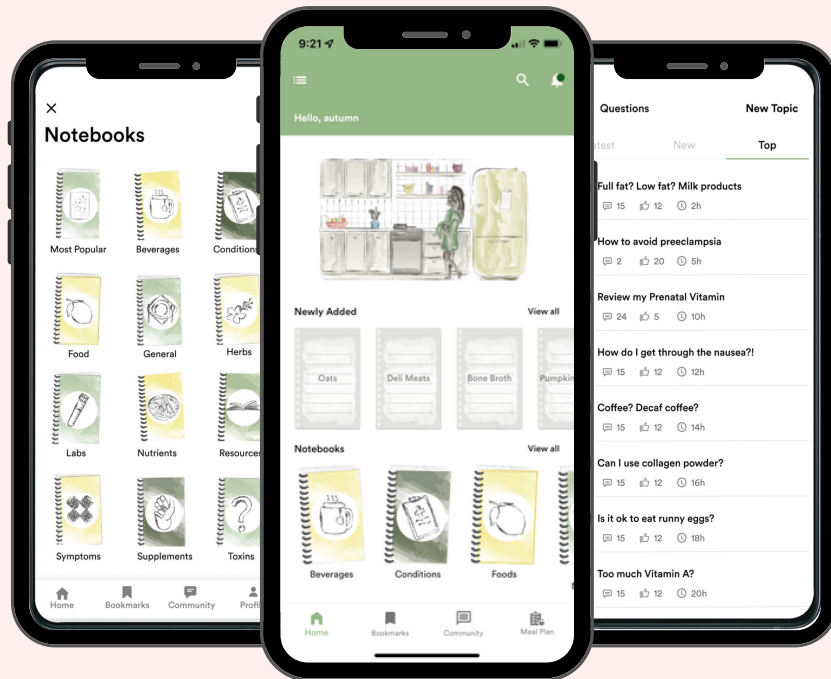 Notebooks
Most Popular
Beverages
Conditions
Food
General
Herbs
Labs
Nutrients
Resources
Symptoms
Supplements
Toxins
Home
Bookmarks
Community
Profi
9:21
Hello, autumn
Newly Added
View all
Oats
Deli Meats
Bone Broth
Pumpkin
Notebooks
View all
Beverages
Conditions
Foods
Home
Bookmarks
Community
Meal Plan
Questions
New Topic
atest
New
Top
Full fat? Low fat? Milk products
15 12 2h
How to avoid preeclampsia
2 20 5h
Review my Prenatal Vitamin
24 5 10h
How do I get through the nausea?!
15 12 12h
Coffee? Decaf coffee?
15 12 14h
Can I use collagen powder?
15 12 16h
Is it ok to eat runny eggs?
15 12 18h
Too much Vitamin A?
15 12 20h